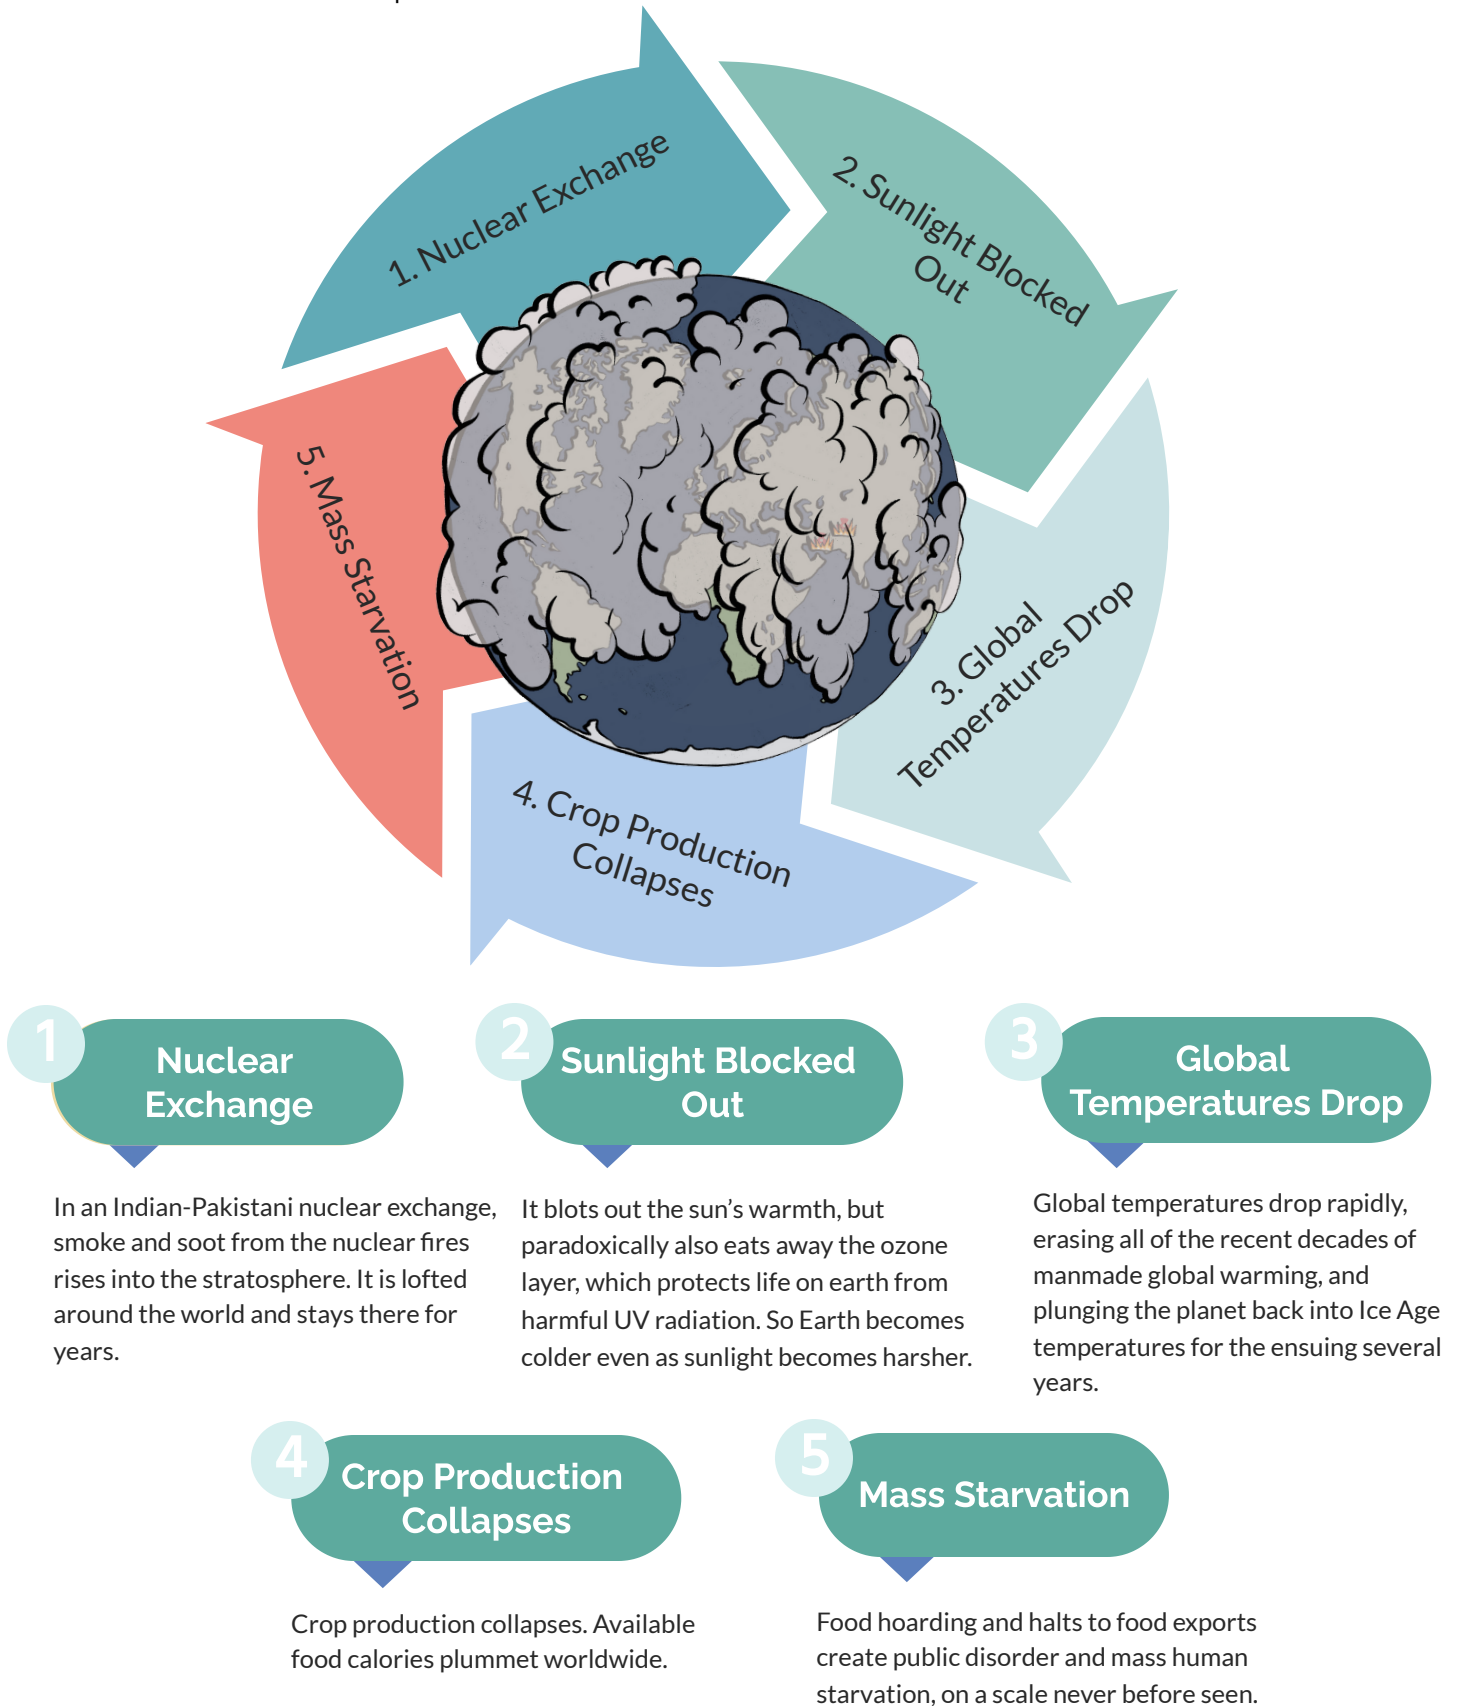 1. Nuclear Exchange
2. Sunlight Blocked
Out
3. Global
Temperatures Drop
4. Crop Production
Collapses
5. Mass Starvation
1
Nuclear
Exchange
In an Indian-Pakistani nuclear exchange,
smoke and soot from the nuclear fires
rises into the stratosphere. It is lofted
around the world and stays there for
years.
2
Sunlight Blocked
Out
It blots out the sun’s warmth, but
paradoxically also eats away the ozone
layer, which protects life on earth from
harmful UV radiation. So Earth becomes
colder even as sunlight becomes harsher.
3
Global
Temperatures Drop
Global temperatures drop rapidly,
erasing all of the recent decades of
manmade global warming, and
plunging the planet back into Ice Age
temperatures for the ensuing several
years.
4
Crop Production
Collapses
Crop production collapses. Available
food calories plummet worldwide.
5
Mass Starvation
Food hoarding and halts to food exports
create public disorder and mass human
starvation, on a scale never before seen.